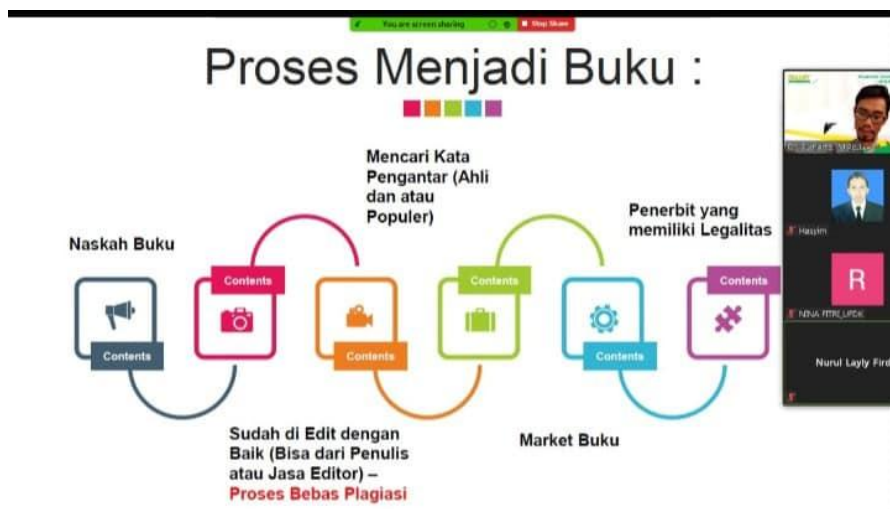 You are screen sharing
Stop Share
Proses Menjadi Buku :
Mencari Kata
Pengantar (Ahli
dan atau
Populer)
Penerbit yang
memiliki Legalitas
Naskah Buku
Contents
Contents
Contents
Contents
Contents
Contents
Sudah di Edit dengan
Baik (Bisa dari Penulis
atau Jasa Editor) –
Proses Bebas Plagiasi
Market Buku
Hasyim
R
NINA FITRI_UPDK
Nurul Layly Fird